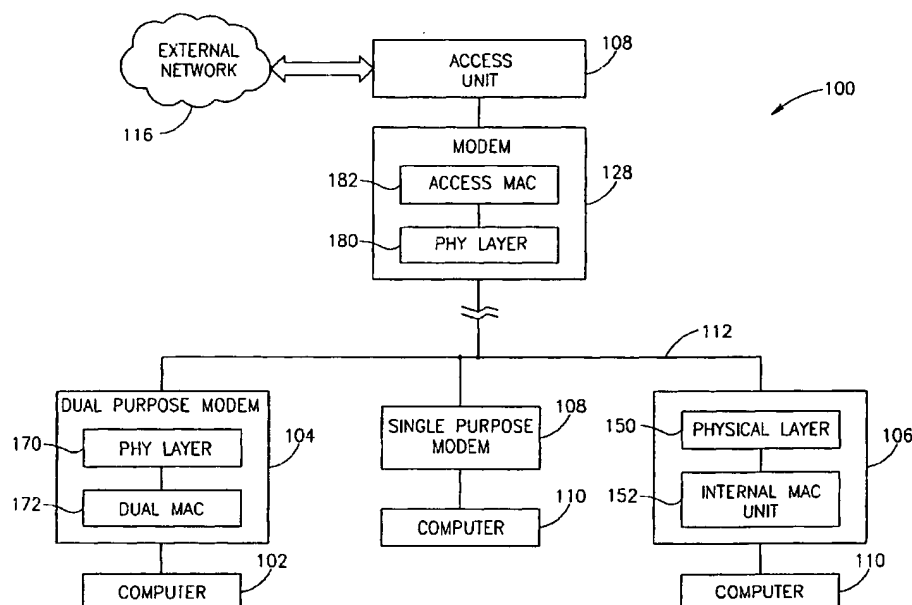 EXTERNAL
NETWORK
116
ACCESS
UNIT
108
100
MODEM
128
182
ACCESS MAC
180
PHY LAYER
112
DUAL PURPOSE MODEM
104
170
PHY LAYER
172
DUAL MAC
COMPUTER
102
SINGLE PURPOSE
MODEM
108
COMPUTER
110
150
PHYSICAL LAYER
106
152
INTERNAL MAC
UNIT
COMPUTER
110